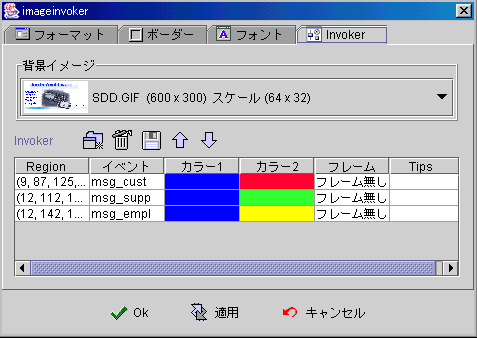 imageinvoker
フォーマット ボーダー フォント Invoker
背景イメージ
SDD.GIF (600 x 300) スケール (64 x 32)
Invoker
Region イベント カラー1 カラー2 フレーム Tips
(9, 87, 125,... msg_cust フレーム無し
(12, 112, 1... msg_supp フレーム無し
(12, 142, 1... msg_empl フレーム無し
Ok 適用 キャンセル